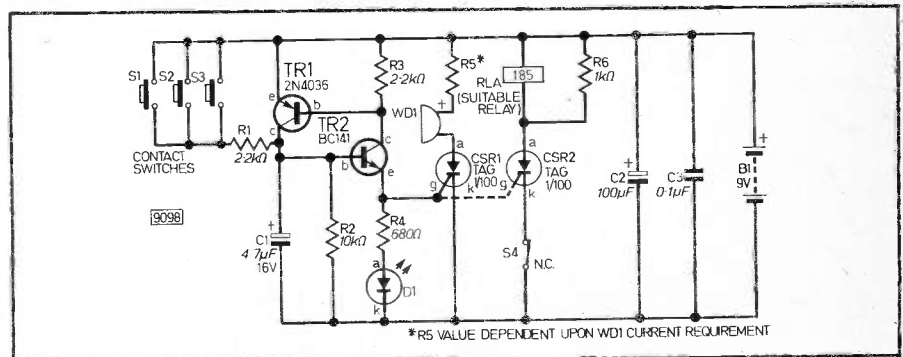 S1
S2
S3
CONTACT
SWITCHES
R1
2·2kΩ
TR1
2N4036
e
b
c
R3
2·2kΩ
TR2
BC141
c
b
e
R5*
WD1
+
RLA
(SUITABLE
RELAY)
185
R6
1kΩ
a
CSR1
TAG
1/100
g
k
a
CSR2
TAG
1/100
g
k
9098
+
C1
4·7μF
16V
R2
10kΩ
R4
680Ω
a
D1
k
S4
N.C.
+
C2
100μF
C3
0·1μF
+
B1
9V
-
*R5 VALUE DEPENDENT UPON WD1 CURRENT REQUIREMENT